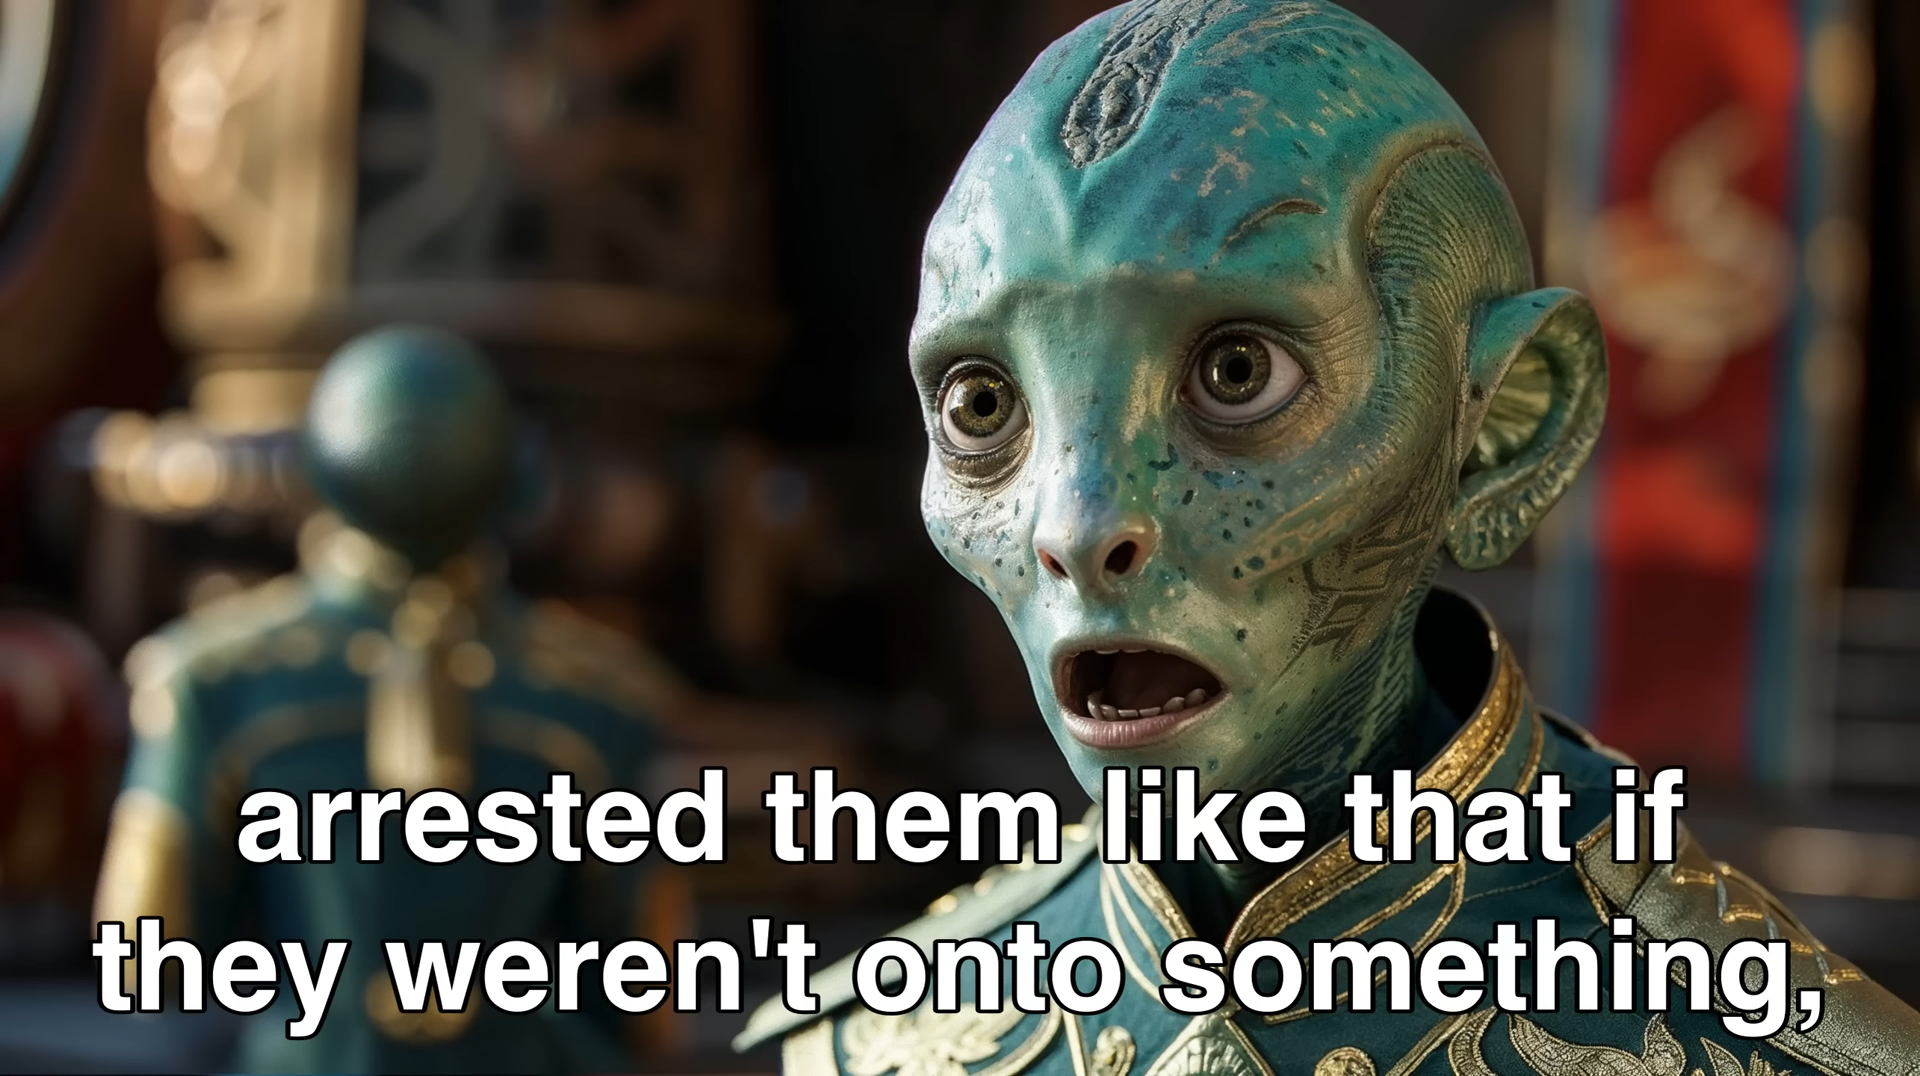 arrested them like that if
they weren't onto something,